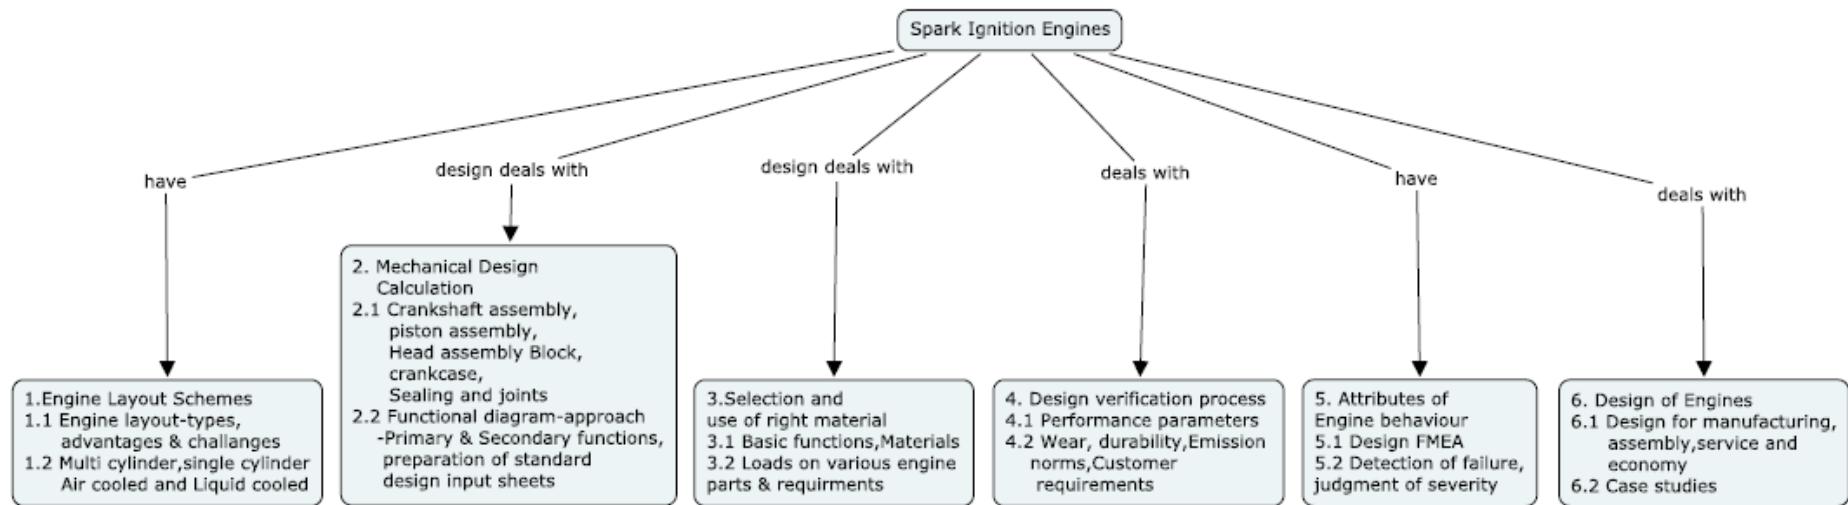 Spark Ignition Engines
have
design deals with
design deals with
deals with
have
deals with
1.Engine Layout Schemes
1.1 Engine layout-types,
advantages & challanges
1.2 Multi cylinder,single cylinder
Air cooled and Liquid cooled
2. Mechanical Design
Calculation
2.1 Crankshaft assembly,
piston assembly,
Head assembly Block,
crankcase,
Sealing and joints
2.2 Functional diagram-approach
-Primary & Secondary functions,
preparation of standard
design input sheets
3.Selection and
use of right material
3.1 Basic functions,Materials
3.2 Loads on various engine
parts & requirments
4. Design verification process
4.1 Performance parameters
4.2 Wear, durability,Emission
norms,Customer
requirements
5. Attributes of
Engine behaviour
5.1 Design FMEA
5.2 Detection of failure,
judgment of severity
6. Design of Engines
6.1 Design for manufacturing,
assembly,service and
economy
6.2 Case studies